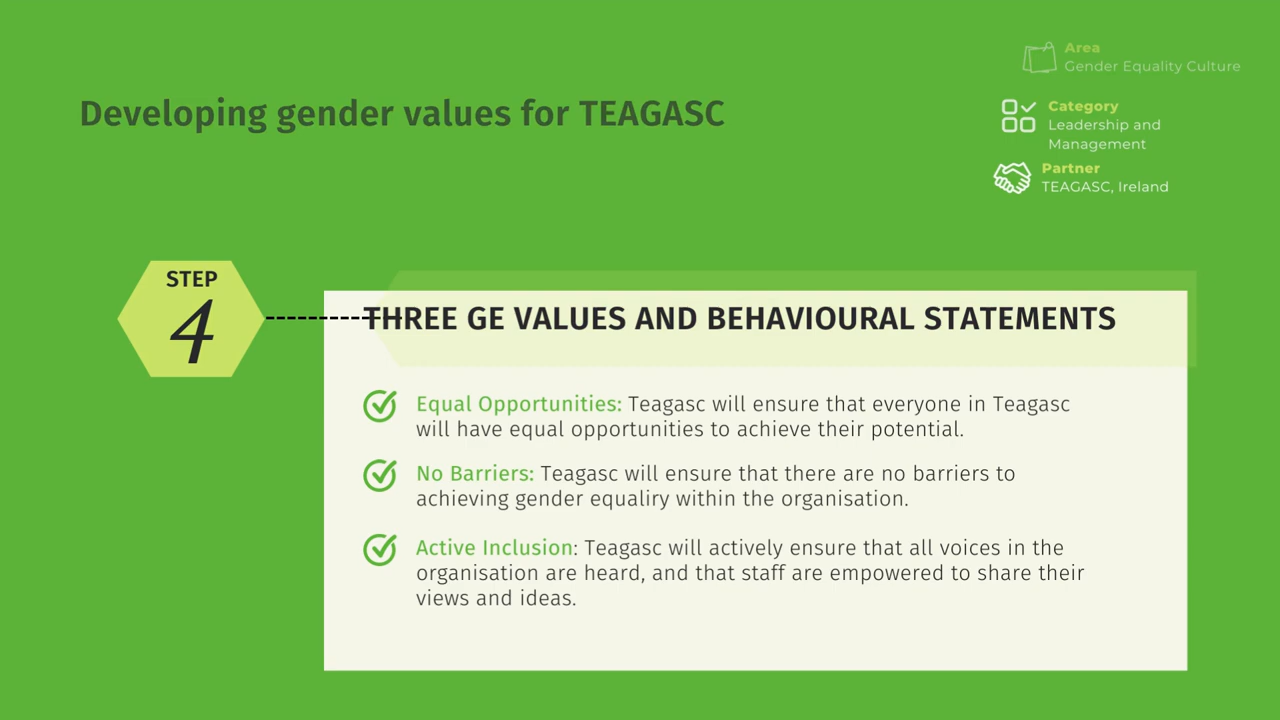 Area
Gender Equality Culture
Developing gender values for TEAGASC
Category
Leadership and
Management
Partner
TEAGASC, Ireland
STEP
4
THREE GE VALUES AND BEHAVIOURAL STATEMENTS
Equal Opportunities: Teagasc will ensure that everyone in Teagasc
will have equal opportunities to achieve their potential.
No Barriers: Teagasc will ensure that there are no barriers to
achieving gender equaliry within the organisation.
Active Inclusion: Teagasc will actively ensure that all voices in the
organisation are heard, and that staff are empowered to share their
views and ideas.